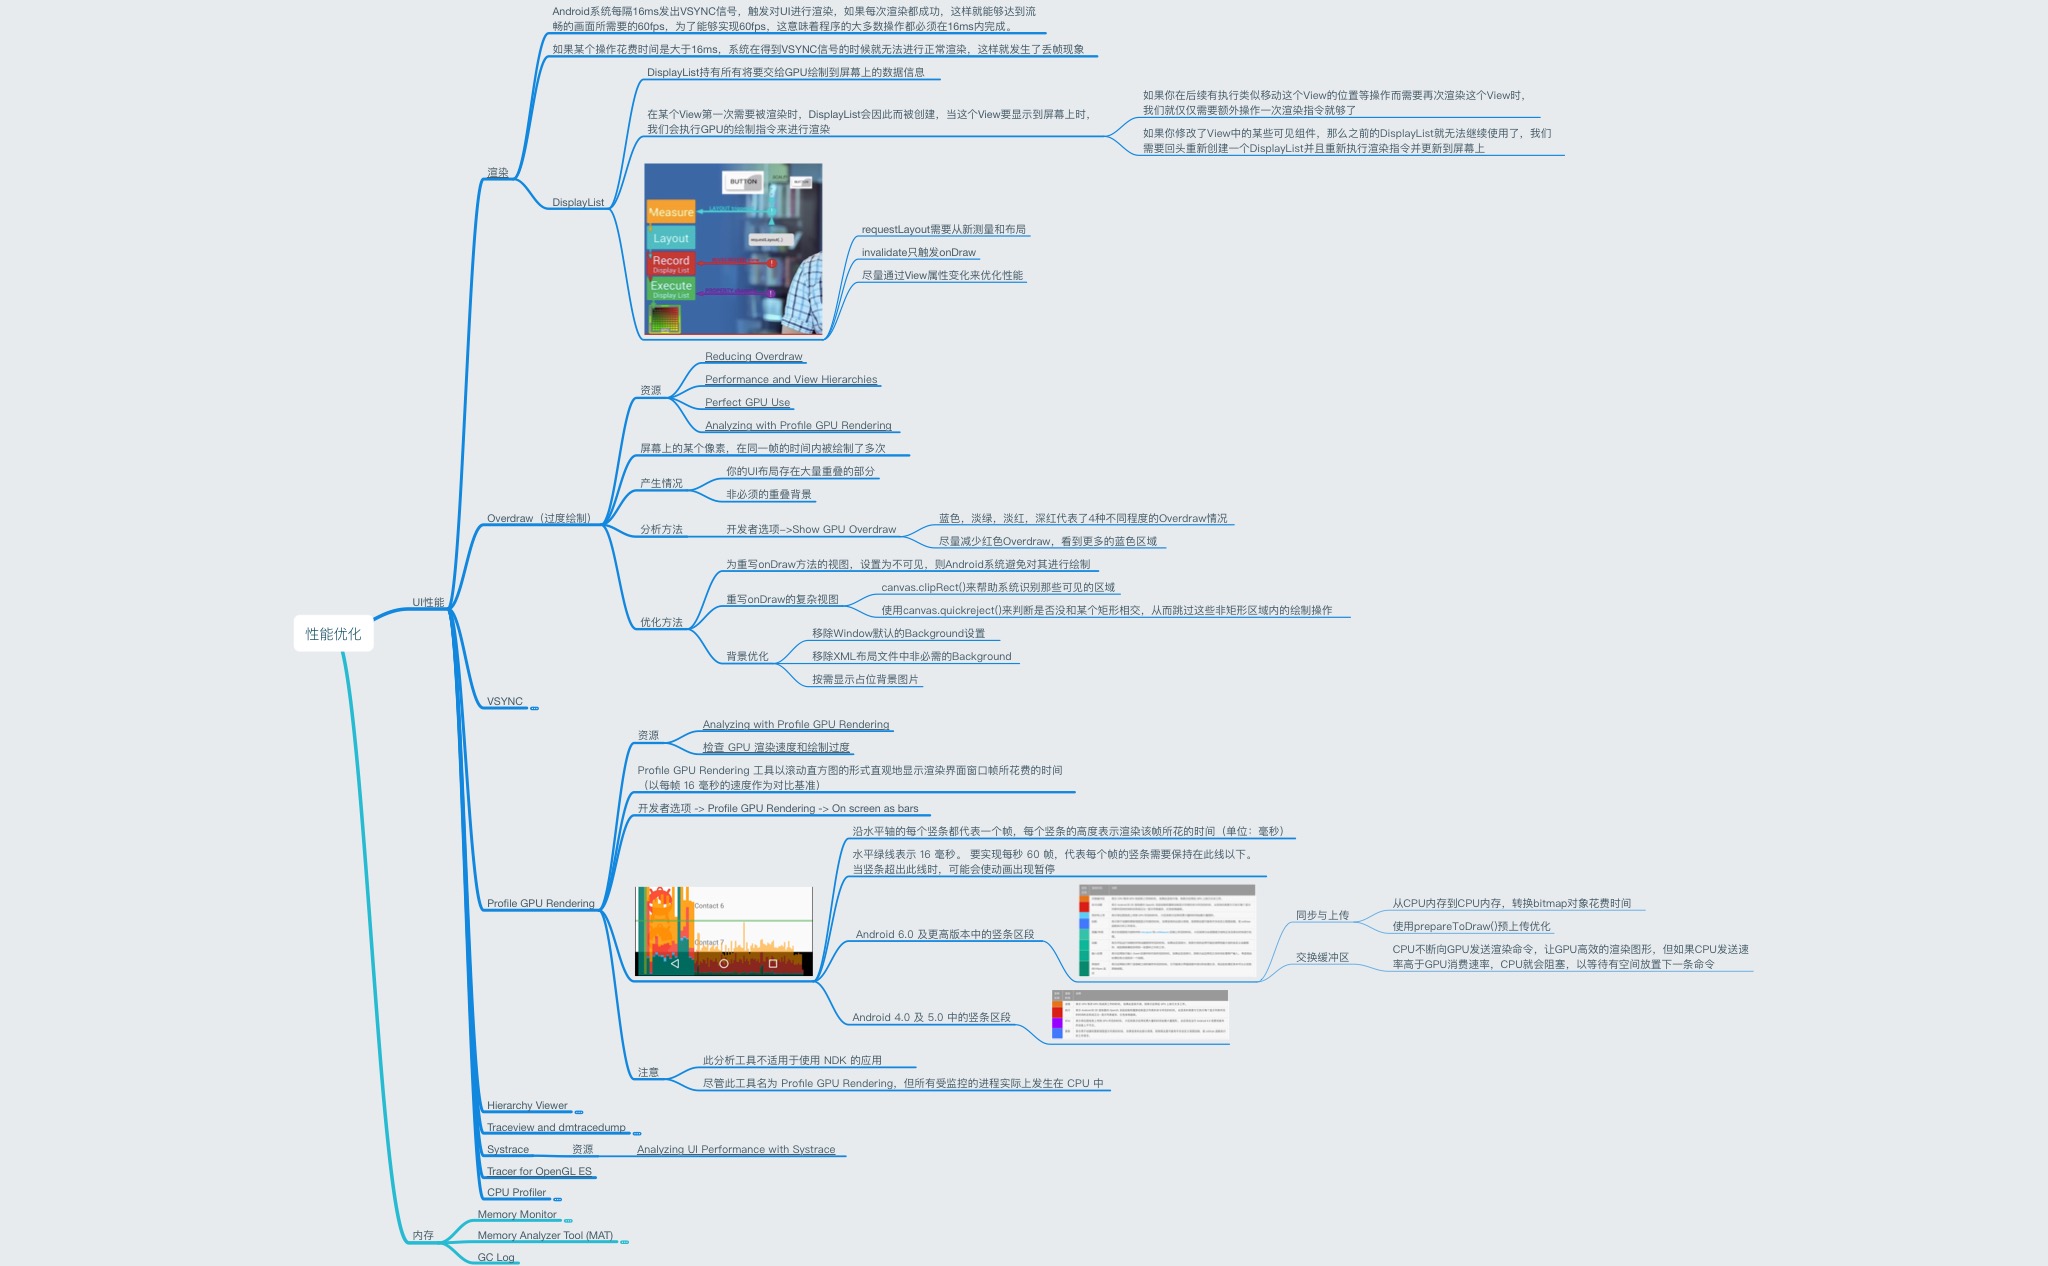 Android系统每隔16ms发出VSYNC信号，触发对UI进行渲染，如果每次渲染都成功，这样就能够达到流
畅的画面所需要的60fps，为了能够实现60fps，这意味着程序的大多数操作都必须在16ms内完成。
如果某个操作花费时间是大于16ms，系统在得到VSYNC信号的时候就无法进行正常渲染，这样就发生了丢帧现象
DisplayList持有所有将要交给GPU绘制到屏幕上的数据信息
在某个View第一次需要被渲染时，DisplayList会因此而被创建，当这个View要显示到屏幕上时，
我们会执行GPU的绘制指令来进行渲染
如果你在后续有执行类似移动这个View的位置等操作而需要再次渲染这个View时，
我们就仅仅需要额外操作一次渲染指令就够了
如果你修改了View中的某些可见组件，那么之前的DisplayList就无法继续使用了，我们
需要回头重新创建一个DisplayList并且重新执行渲染指令并更新到屏幕上
渲染
DisplayList
BUTTON
Measure
Layout
Record
Display List
Execute
Display List
requestLayout需要从新测量和布局
invalidate只触发onDraw
尽量通过View属性变化来优化性能
Reducing Overdraw
Performance and View Hierarchies
资源
Perfect GPU Use
Analyzing with Profile GPU Rendering
屏幕上的某个像素，在同一帧的时间内被绘制了多次
你的UI布局存在大量重叠的部分
产生情况
非必须的重叠背景
Overdraw（过度绘制）
分析方法
开发者选项->Show GPU Overdraw
蓝色，淡绿，淡红，深红代表了4种不同程度的Overdraw情况
尽量减少红色Overdraw，看到更多的蓝色区域
为重写onDraw方法的视图，设置为不可见，则Android系统避免对其进行绘制
canvas.clipRect()来帮助系统识别那些可见的区域
重写onDraw的复杂视图
使用canvas.quickreject()来判断是否没和某个矩形相交，从而跳过这些非矩形区域内的绘制操作
优化方法
移除Window默认的Background设置
背景优化
移除XML布局文件中非必需的Background
按需显示占位背景图片
UI性能
性能优化
VSYNC
资源
Analyzing with Profile GPU Rendering
检查 GPU 渲染速度和绘制过度
Profile GPU Rendering 工具以滚动直方图的形式直观地显示渲染界面窗口帧所花费的时间
（以每帧 16 毫秒的速度作为对比基准）
开发者选项 -> Profile GPU Rendering -> On screen as bars
沿水平轴的每个竖条都代表一个帧，每个竖条的高度表示渲染该帧所花的时间（单位：毫秒）
水平绿线表示 16 毫秒。 要实现每秒 60 帧，代表每个帧的竖条需要保持在此线以下。
当竖条超出此线时，可能会使动画出现暂停
Profile GPU Rendering
Contact 6
Contact 7
Android 6.0 及更高版本中的竖条区段
同步与上传
从CPU内存到CPU内存，转换bitmap对象花费时间
使用prepareToDraw()预上传优化
交换缓冲区
CPU不断向GPU发送渲染命令，让GPU高效的渲染图形，但如果CPU发送速
率高于GPU消费速率，CPU就会阻塞，以等待有空间放置下一条命令
Android 4.0 及 5.0 中的竖条区段
注意
此分析工具不适用于使用 NDK 的应用
尽管此工具名为 Profile GPU Rendering，但所有受监控的进程实际上发生在 CPU 中
Hierarchy Viewer
Traceview and dmtracedump
Systrace
资源
Analyzing UI Performance with Systrace
Tracer for OpenGL ES
CPU Profiler
内存
Memory Monitor
Memory Analyzer Tool (MAT)
GC Log